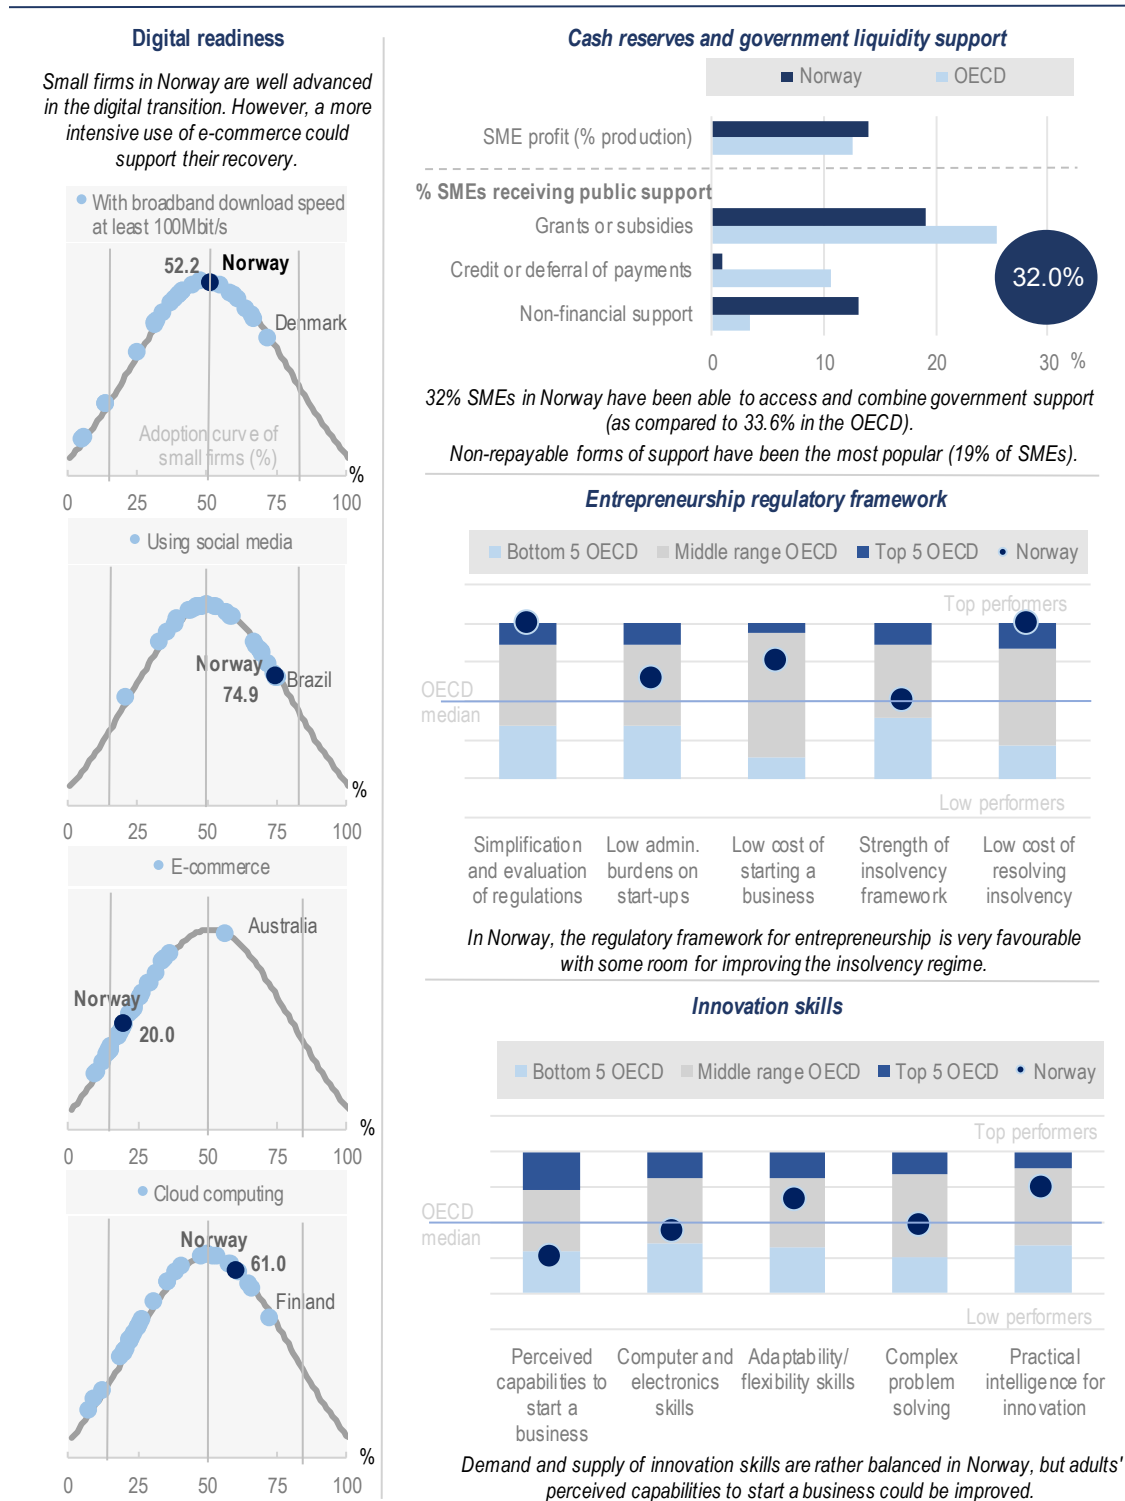 Digital readiness
Small firms in Norway are well advanced
in the digital transition. However, a more
intensive use of e-commerce could
support their recovery.
With broadband download speed
at least 100Mbit/s
52.2 Norway
Denmark
Adoption curve of
small firms (%)
%
0 25 50 75 100
Using social media
Norway
74.9
Brazil
%
0 25 50 75 100
E-commerce
Australia
Norway
20.0
%
0 25 50 75 100
Cloud computing
Norway
61.0
Finland
%
0 25 50 75 100
Cash reserves and government liquidity support
Norway OECD
SME profit (% production)
% SMEs receiving public support
Grants or subsidies
Credit or deferral of payments
Non-financial support
32.0%
0 10 20 30 %
32% SMEs in Norway have been able to access and combine government support
(as compared to 33.6% in the OECD).
Non-repayable forms of support have been the most popular (19% of SMEs).
Entrepreneurship regulatory framework
Bottom 5 OECD Middle range OECD Top 5 OECD Norway
Top performers
OECD
median
Low performers
Simplification
and evaluation
of regulations
Low admin.
burdens on
start-ups
Low cost of
starting a
business
Strength of
insolvency
framework
Low cost of
resolving
insolvency
In Norway, the regulatory framework for entrepreneurship is very favourable
with some room for improving the insolvency regime.
Innovation skills
Bottom 5 OECD Middle range OECD Top 5 OECD Norway
Top performers
OECD
median
Low performers
Perceived
capabilities to
start a
business
Computer and
electronics
skills
Adaptability/
flexibility skills
Complex
problem
solving
Practical
intelligence for
innovation
Demand and supply of innovation skills are rather balanced in Norway, but adults'
perceived capabilities to start a business could be improved.